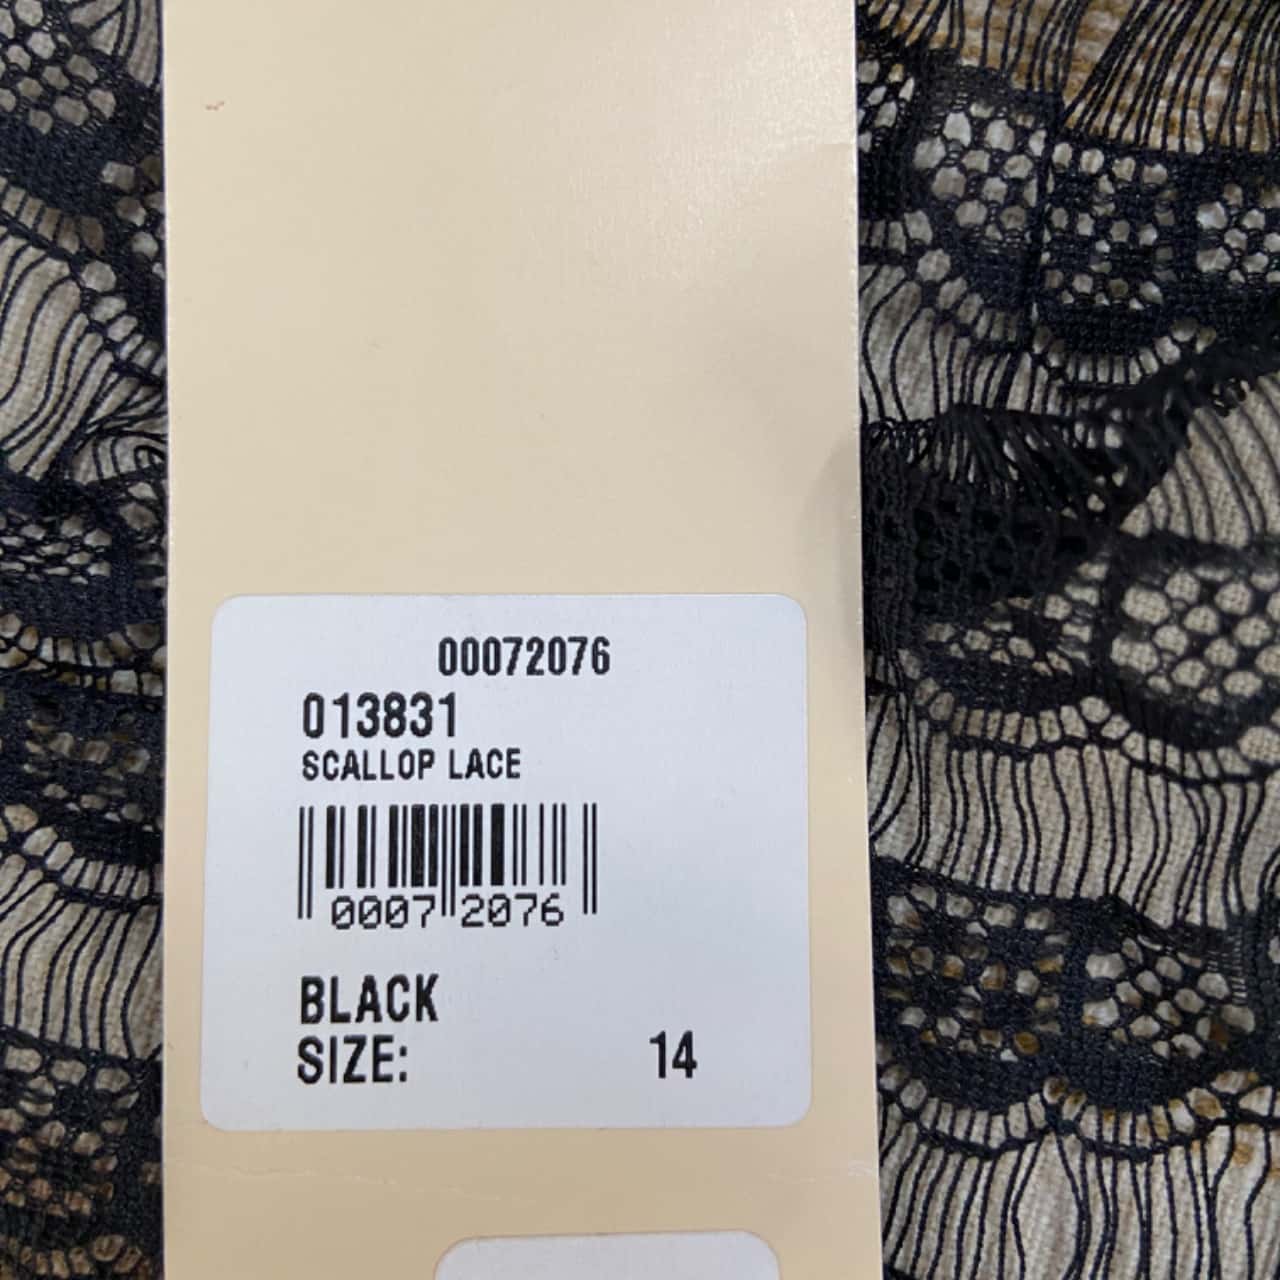 00072076
013831
SCALLOP LACE
0007 2076
BLACK
SIZE: 14